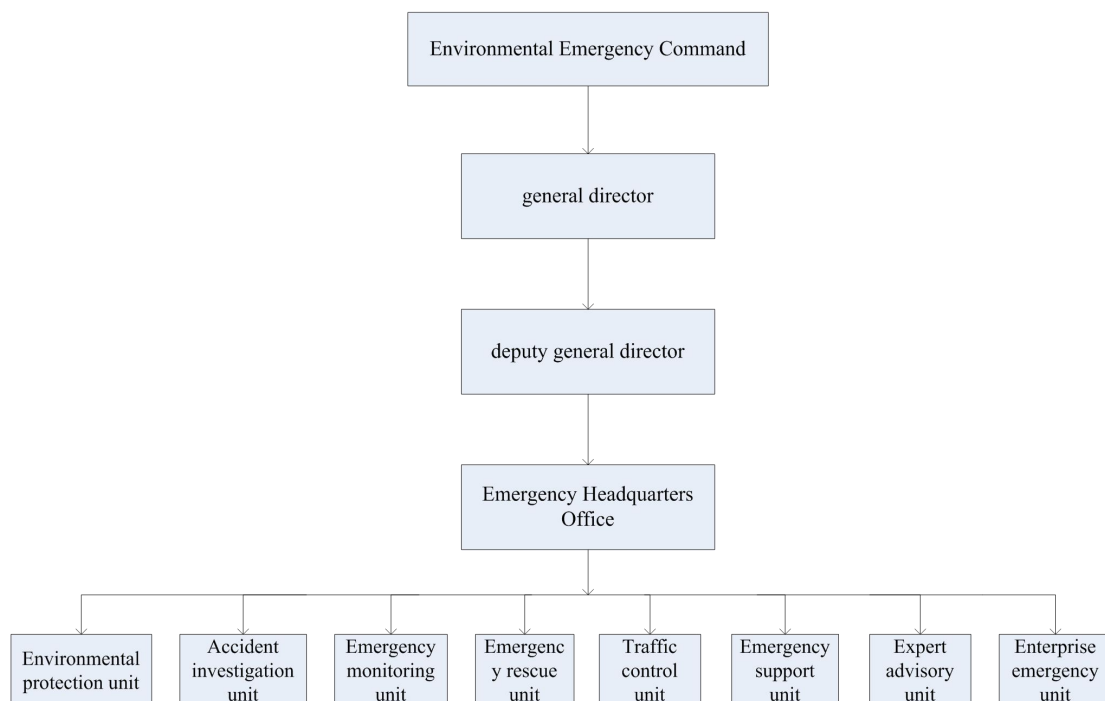 Environmental Emergency Command
general director
deputy general director
Emergency Headquarters
Office
Environmental
protection unit
Accident
investigation
unit
Emergency
monitoring unit
Emergenc
y rescue
unit
Traffic
control unit
Emergency
support
unit
Expert
advisory
unit
Enterprise
emergency
unit